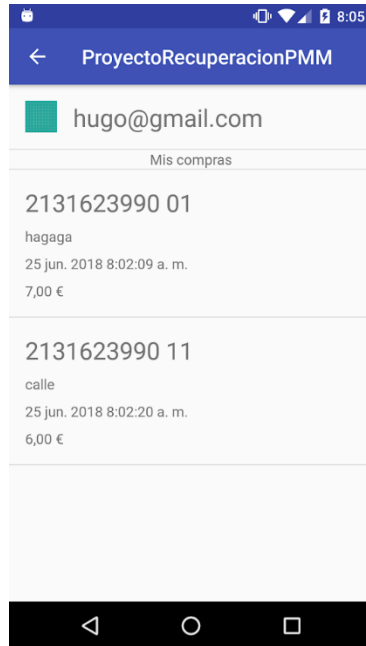 8:05
ProyectoRecuperacionPMM
hugo@gmail.com
Mis compras
2131623990 01
hagaga
25 jun. 2018 8:02:09 a. m.
7,00 €
2131623990 11
calle
25 jun. 2018 8:02:20 a. m.
6,00 €